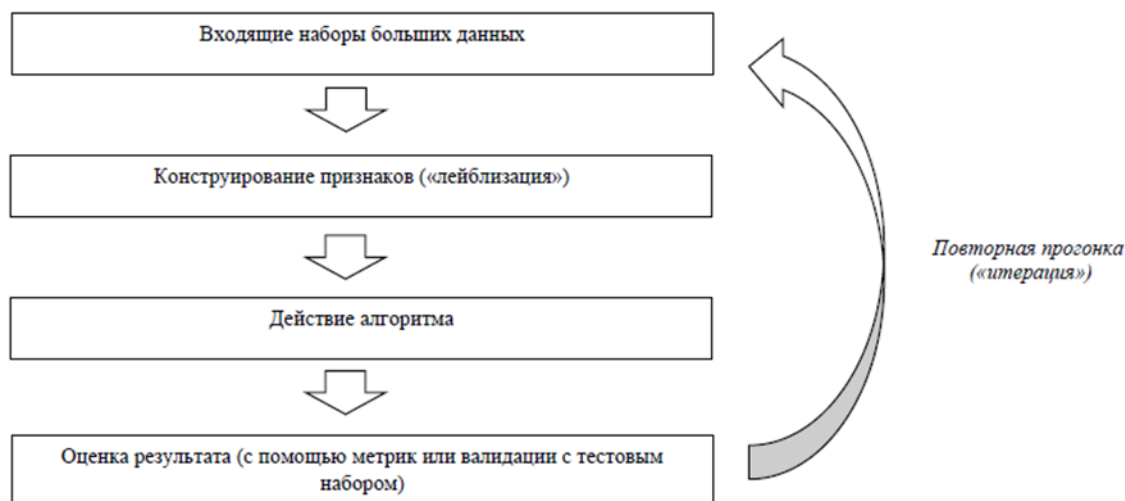 Входящие наборы больших данных
Конструирование признаков («лейблизация»)
Действие алгоритма
Оценка результата (с помощью метрик или валидации с тестовым
набором)
Повторная прогонка
(«итерация»)